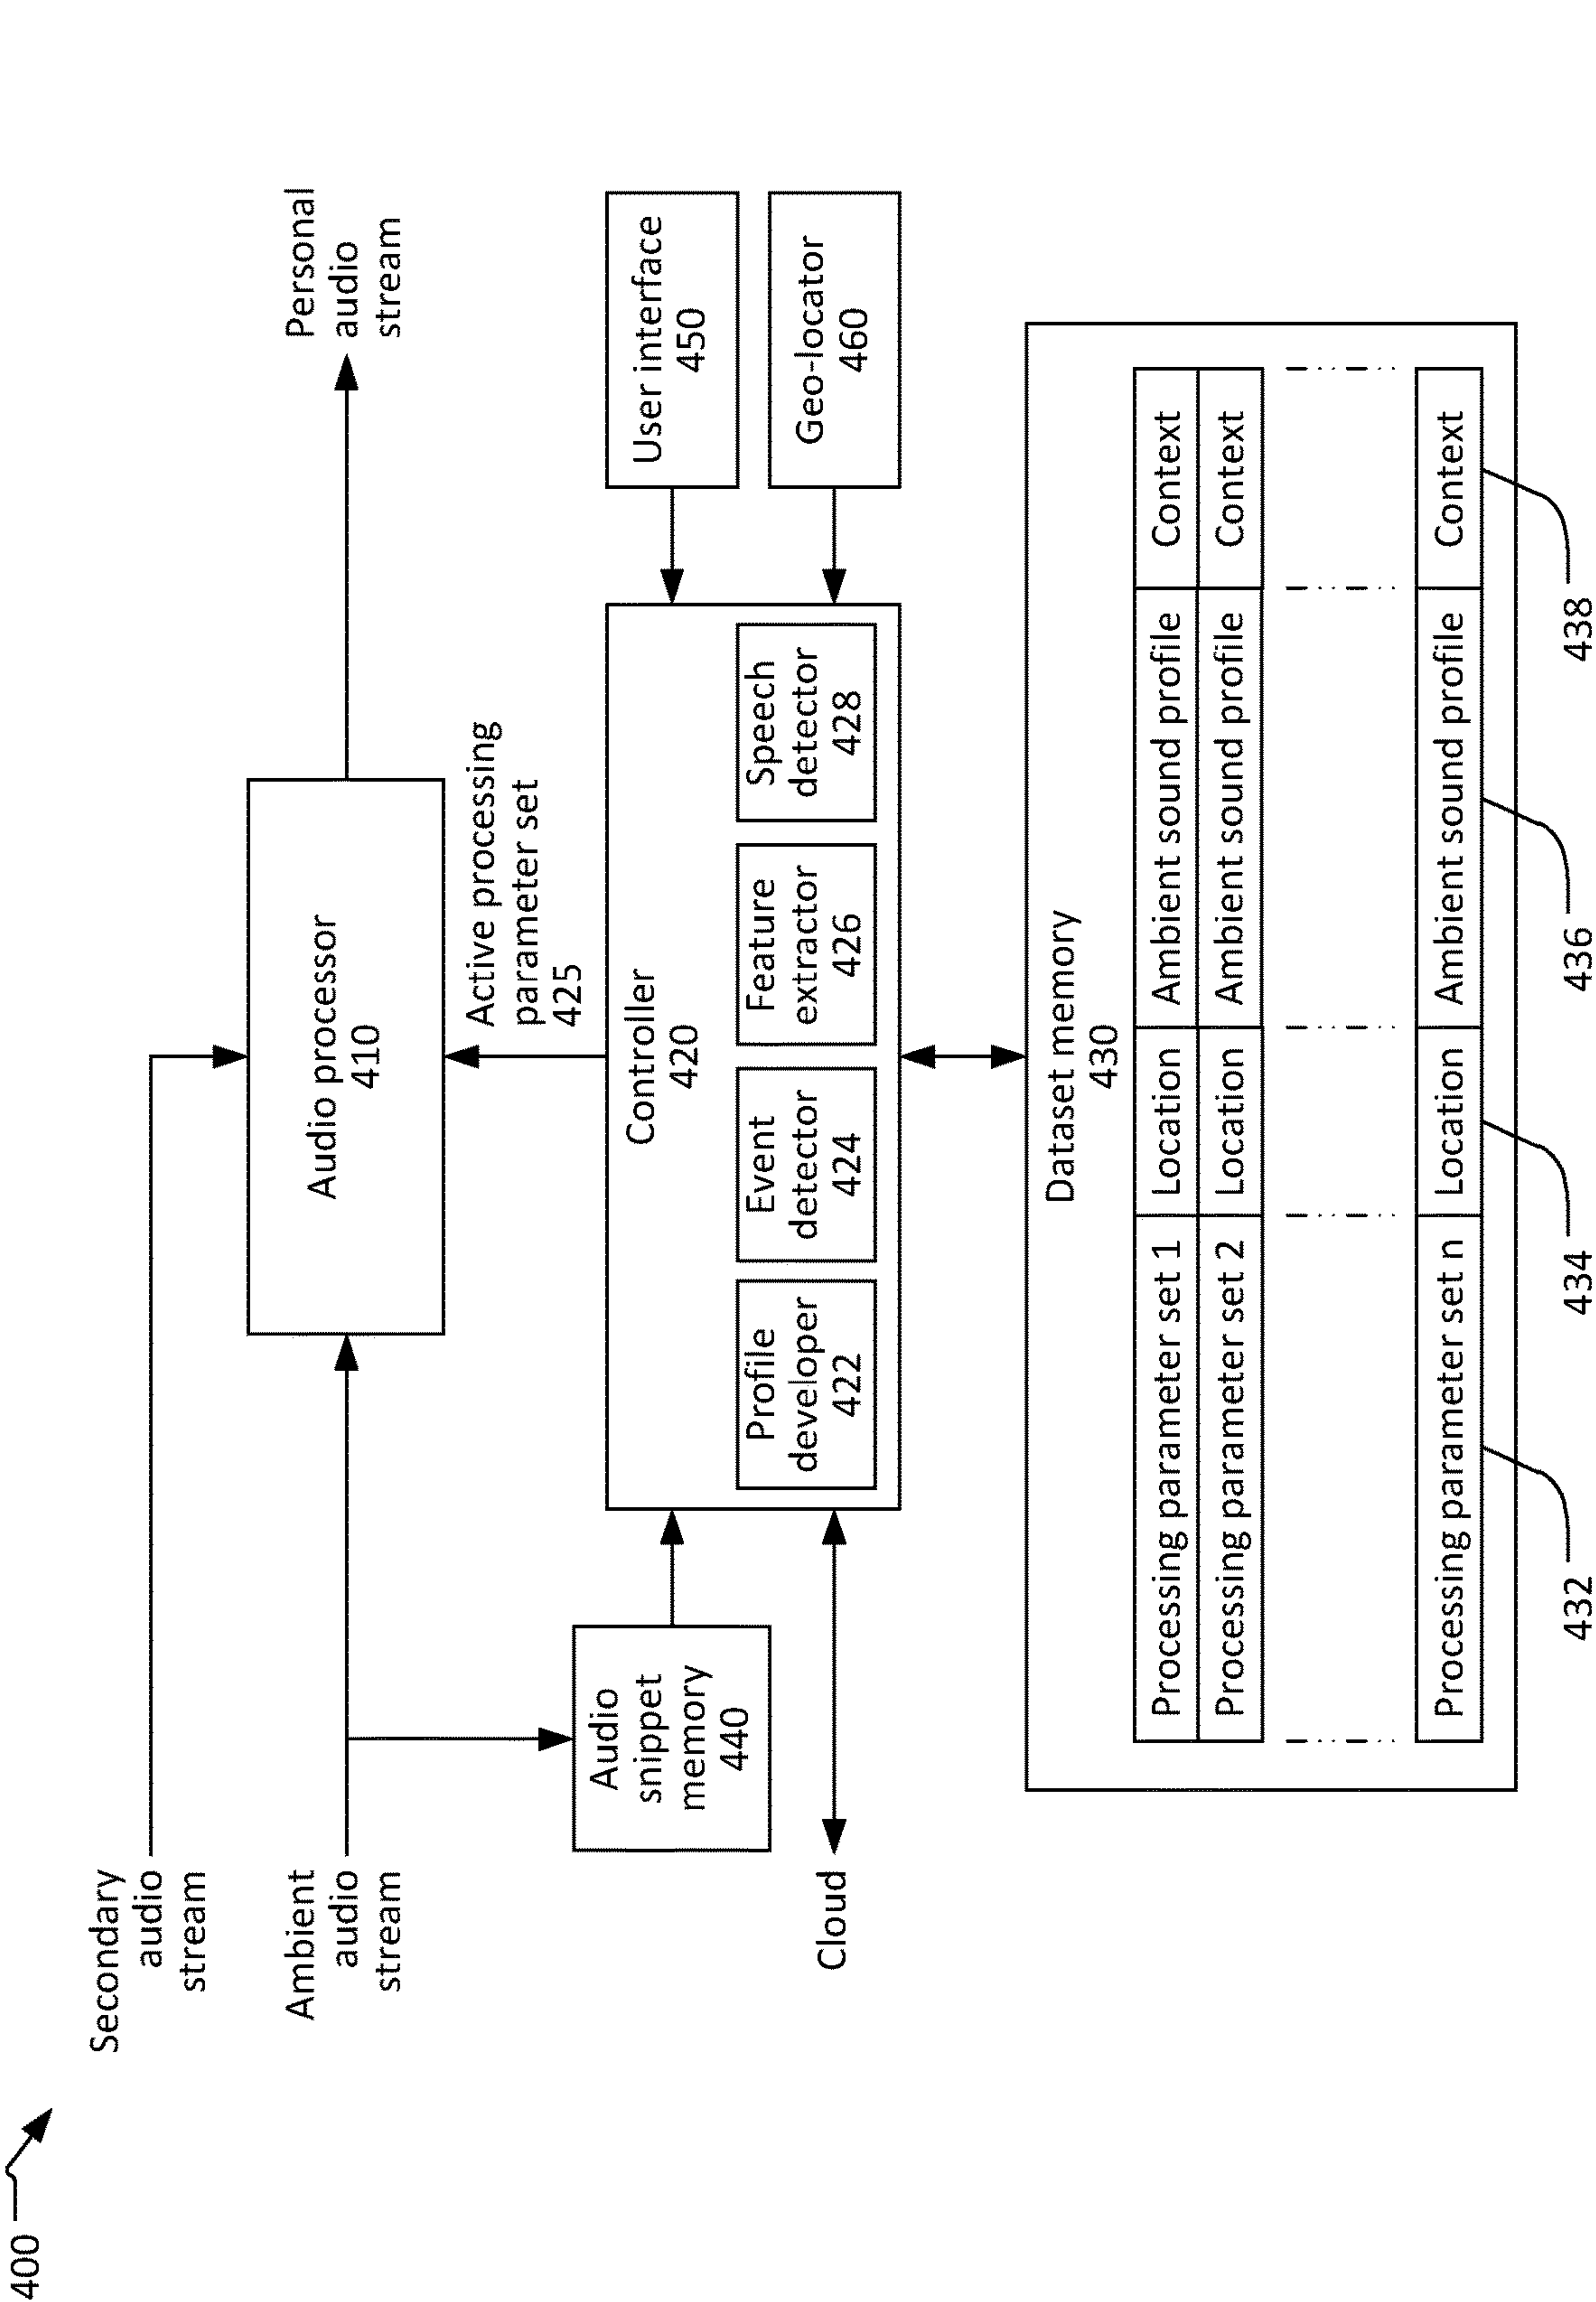 400
Secondary
audio
stream
Ambient
audio
stream
Personal
audio
stream
Audio processor
410
Active processing
parameter set
425
Audio
snippet
memory
440
Cloud
Controller
420
Profile
developer
422
Event
detector
424
Feature
extractor
426
Speech
detector
428
User interface
450
Geo-locator
460
Dataset memory
430
Processing parameter set 1 Location Ambient sound profile Context
Processing parameter set 2 Location Ambient sound profile Context
Processing parameter set n Location Ambient sound profile Context
432 434 436 438